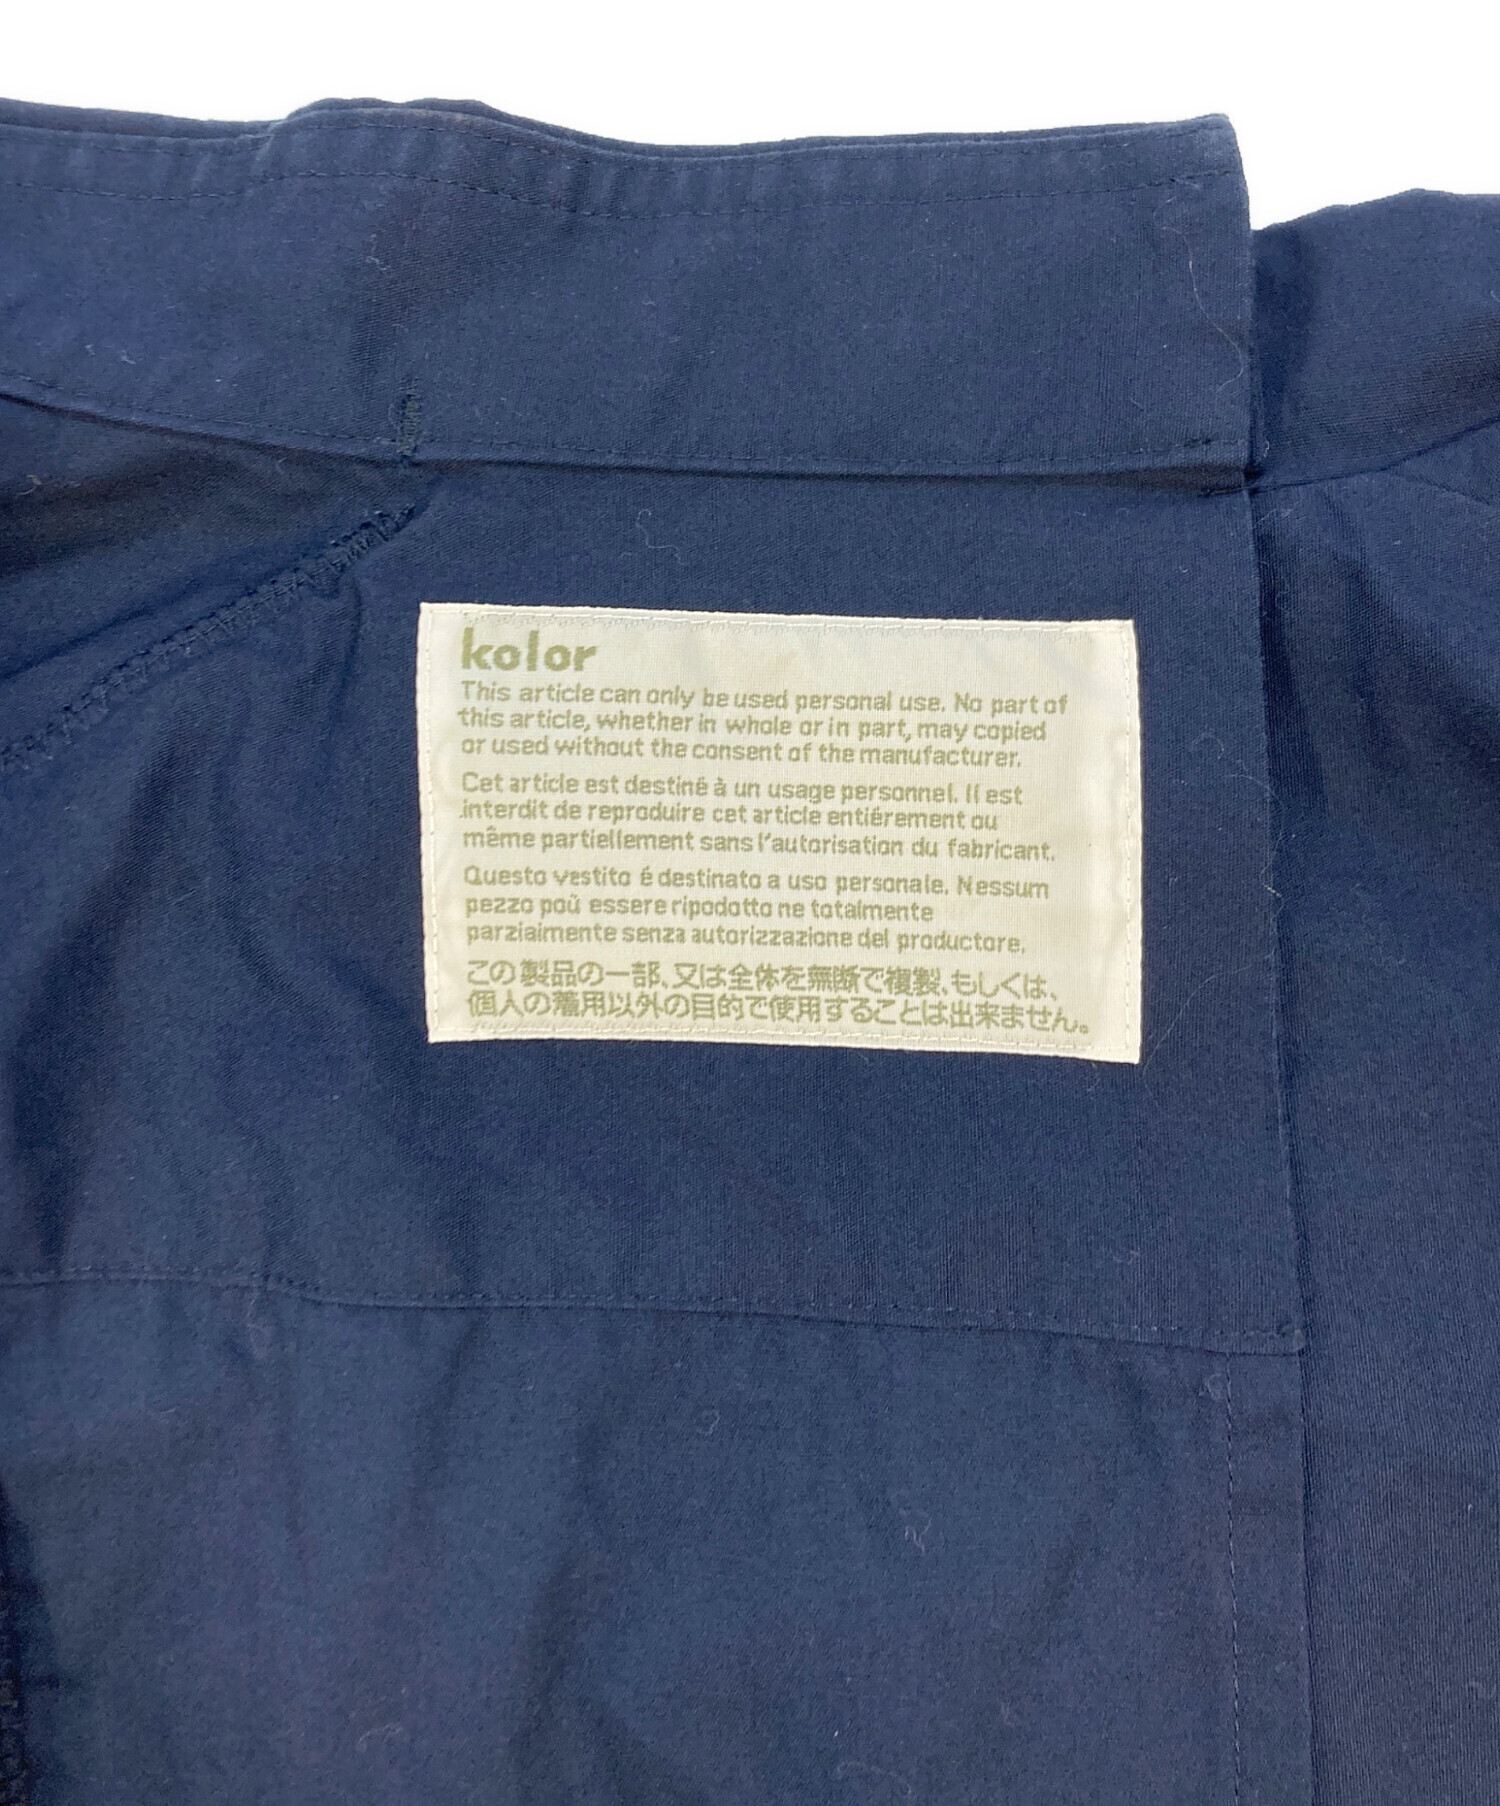 kolor
This article can only be used personal use. No part of
this article, whether in whole or in part, may copied
or used without the consent of the manufacturer.
Cet article est destiné à un usage personnel. Il est
interdit de reproduire cet article entiérement ou
même partiellement sans l'autorisation du fabricant.
Questo vestito é destinato a uso personale. Nessum
pezzo poû essere ripodotto ne totalmente
parzialmente senza autorizzazione del productore.
この製品の一部、又は全体を無断で複製、もしくは、
個人の着用以外の目的で使用することは出来ません。